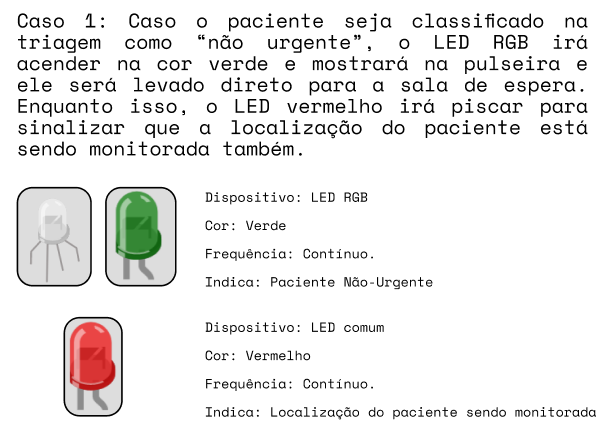 Caso 1: Caso o paciente seja classificado na
triagem como “não urgente”, o LED RGB irá
acender na cor verde e mostrará na pulseira e
ele será levado direto para a sala de espera.
Enquanto isso, o LED vermelho irá piscar para
sinalizar que a localização do paciente está
sendo monitorada também.
Dispositivo: LED RGB
Cor: Verde
Frequência: Contínuo.
Indica: Paciente Não-Urgente
Dispositivo: LED comum
Cor: Vermelho
Frequência: Contínuo.
Indica: Localização do paciente sendo monitorada